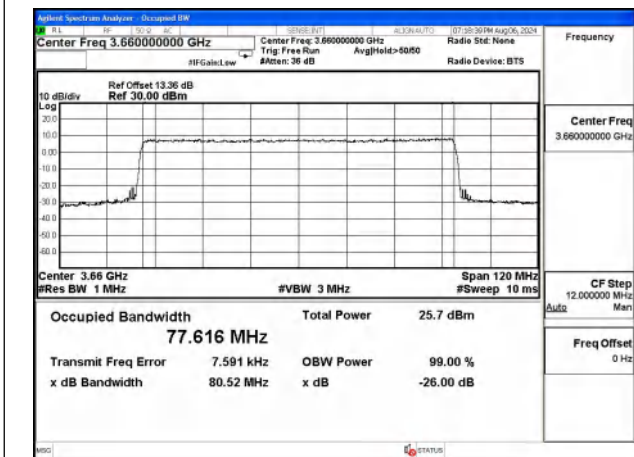 Agilent Spectrum Analyzer - Occupied BW
RL RF 50 Ω AC SENSE:INT ALIGNAUTO 07:18:39 PM Aug 06, 2024
Center Freq 3.660000000 GHz
Center Freq: 3.660000000 GHz
Radio Std: None
Trig: Free Run Avg|Hold>50/50
#IFGain:Low #Atten: 36 dB Radio Device: BTS
Frequency
Ref Offset 13.36 dB
10 dB/div Ref 30.00 dBm
Log
20.0
10.0
0.00
-10.0
-20.0
-30.0
-40.0
-50.0
-60.0
Center 3.66 GHz Span 120 MHz
#Res BW 1 MHz #VBW 3 MHz #Sweep 10 ms
Center Freq
3.660000000 GHz
CF Step
12.000000 MHz
Auto Man
Freq Offset
0 Hz
Occupied Bandwidth Total Power 25.7 dBm
77.616 MHz
Transmit Freq Error 7.591 kHz OBW Power 99.00 %
x dB Bandwidth 80.52 MHz x dB -26.00 dB
MSG STATUS